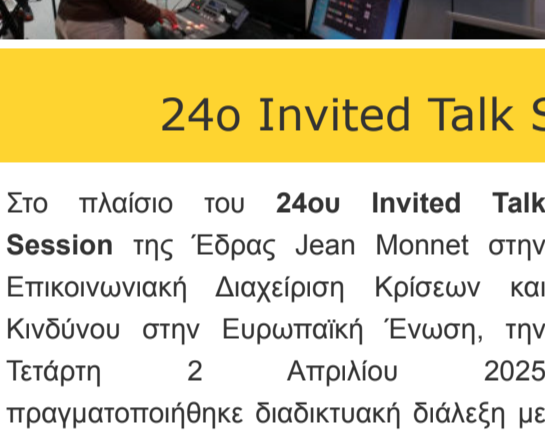 24ο Invited Talk
Στο πλαίσιο του 24ου Invited Talk
Session της Έδρας Jean Monnet στην
Επικοινωνιακή Διαχείριση Κρίσεων και
Κινδύνου στην Ευρωπαϊκή Ένωση, την
Τετάρτη 2 Απριλίου 2025
πραγματοποιήθηκε διαδικτυακή διάλεξη με